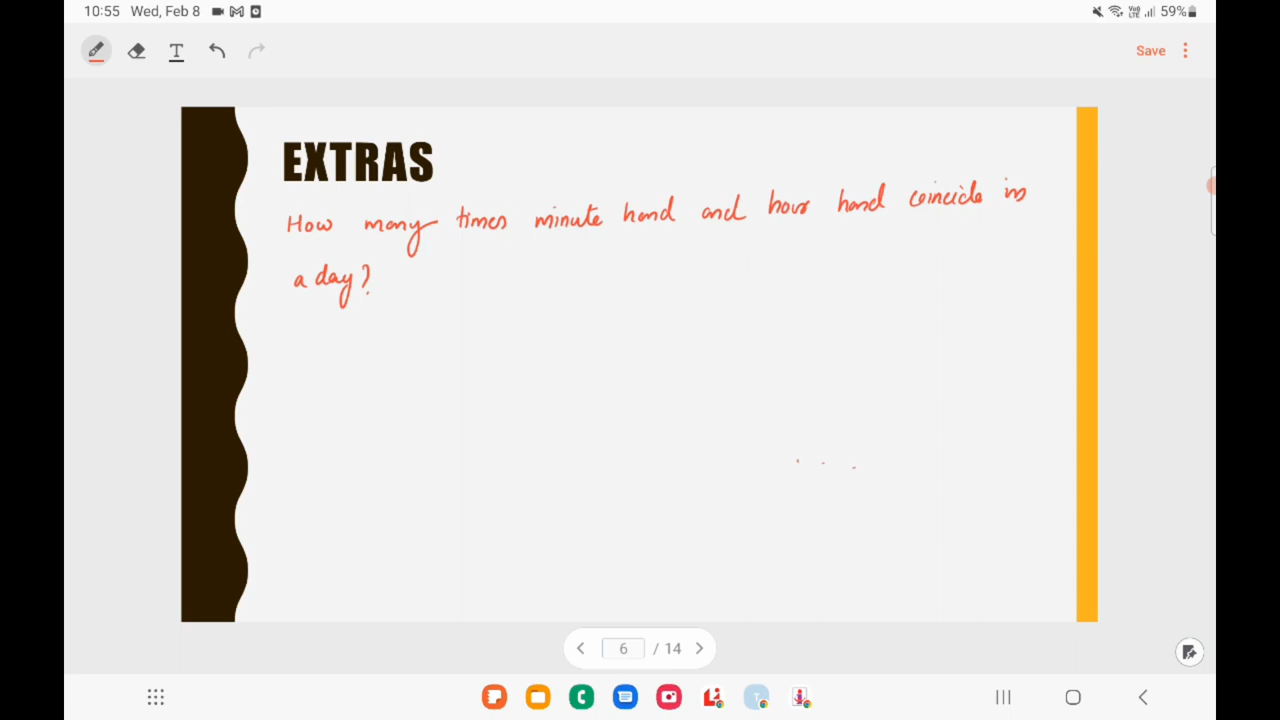 10:55 Wed, Feb 8
59%
Save
EXTRAS
How many times minute hand and hour hand coincide in
a day?
6 / 14